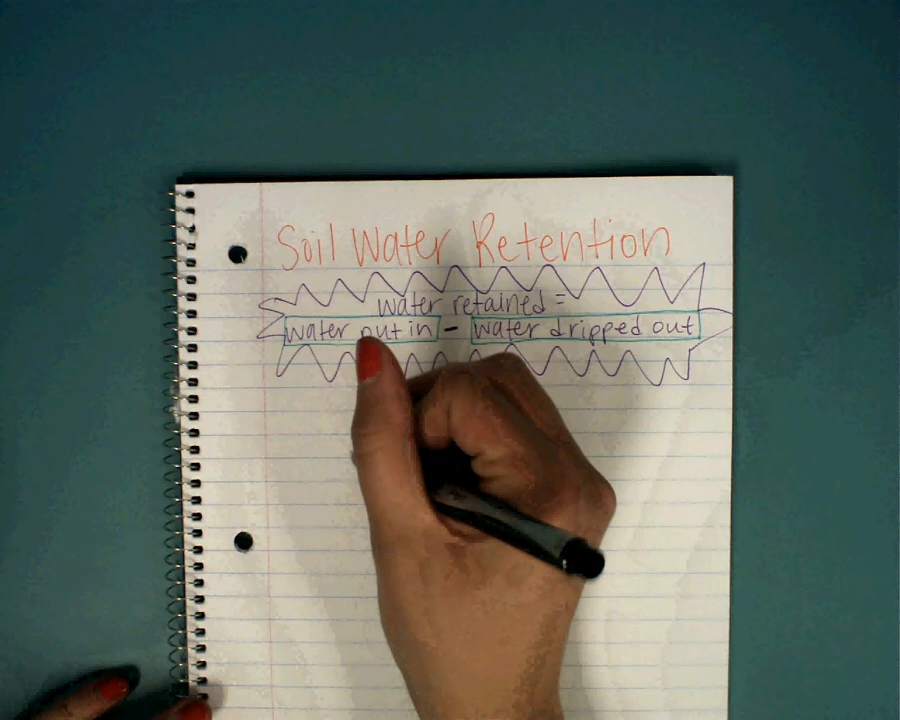 Soil Water Retention
water retained =
water put in - water dripped out